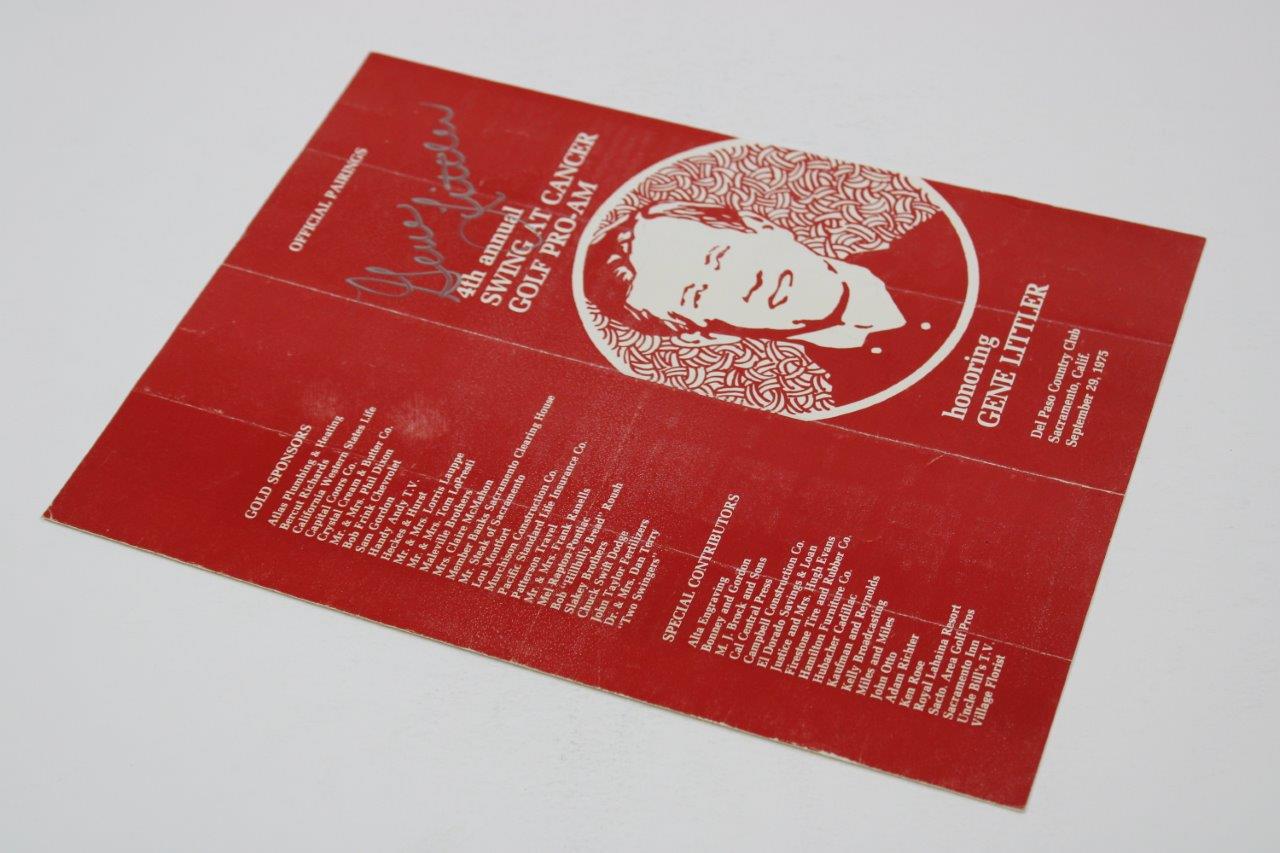 OFFICIAL PAIRINGS
Gene Littler
4th annual
SWING AT CANCER
GOLF PRO-AM
honoring
GENE LITTLER
Del Paso Country Club
Sacramento, Calif.
September 29, 1975
GOLD SPONSORS
Atlas Plumbing & Heating
Bercut Richards
California Western States Life
Capital Coors Co.
Crystal Cream & Butter Co.
Mr. & Mrs. Phil Dixon
Bob Frink Chevrolet
Sam Gordon
Handy Andy T.V.
Hockes & Hurst
Mr. & Mrs. Lorris Lauppe
Mr. & Mrs. Tom LaPresti
Maleville Brothers
Mrs. Claire McMahon
Member Banks Sacramento Clearing House
Mr. Steak of Sacramento
Lou Montfort
Murchison Construction Co.
Pacific Standard Life Insurance Co.
Patterson Travel
Mr. & Mrs. Frank Ranells
Mel Rapton-Pontiac
Bob "Hillbilly Bread" Roush
Slakey Brothers
Chuck Swift Dodge
John Taylor Fertilizers
Dr. & Mrs. Dan Terry
"Two Swingers"
SPECIAL CONTRIBUTORS
Alta Engraving
Bonney and Gordon
M J. Brock and Sons
Cal Central Press
Campbell Construction Co.
El Dorado Savings & Loan
Justice and Mrs. Hugh Evans
Firestone Tire and Rubber Co.
Hamilton Furniture Co.
Hubacher Cadillac
Kaufman and Reynolds
Kelly Broadcasting
Miles and Miles
John Otto
Adam Richter
Ken Rose
Royal Lahaina Resort
Sacto. Area Golf Pros
Sacramento Inn
Uncle Bill's T.V.
Village Florist